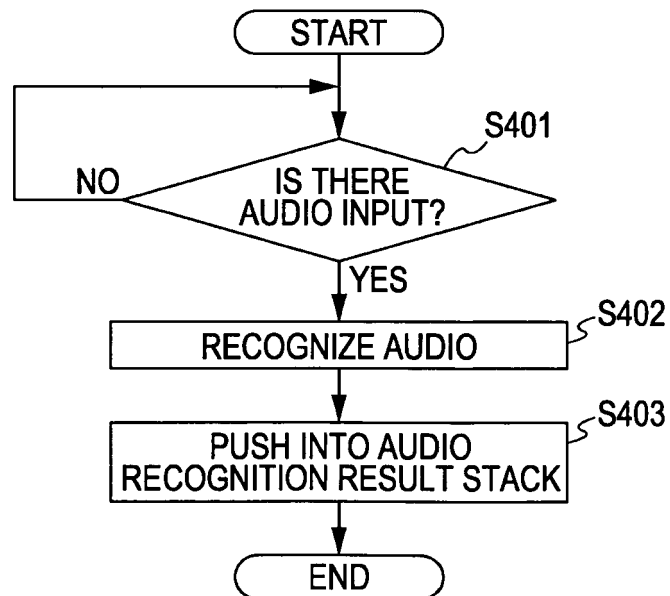 START
S401
IS THERE
AUDIO INPUT?
NO
YES
S402
RECOGNIZE AUDIO
S403
PUSH INTO AUDIO
RECOGNITION RESULT STACK
END